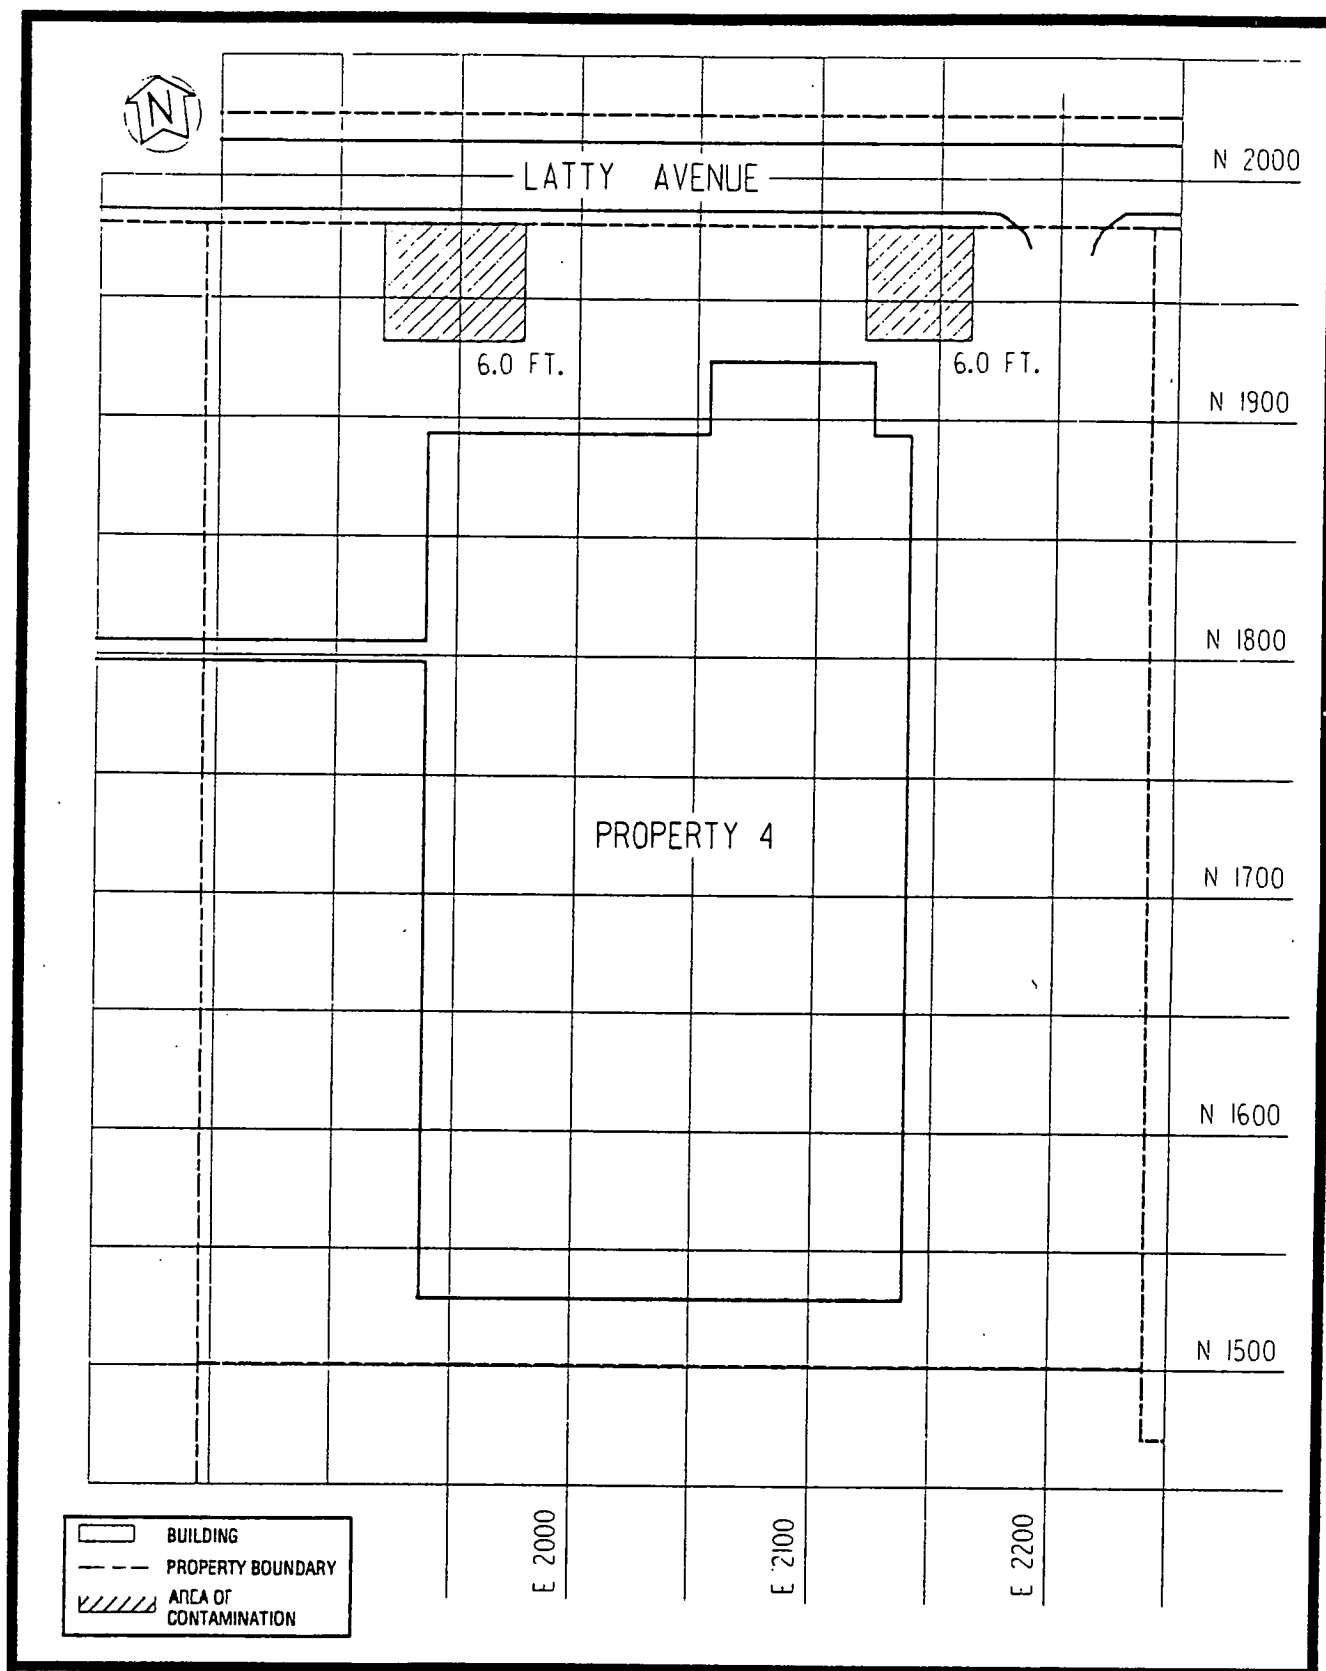 N
N 2000
LATTY AVENUE
6.0 FT.
6.0 FT.
N 1900
N 1800
PROPERTY 4
N 1700
N 1600
N 1500
E 2000
E 2100
E 2200
BUILDING
PROPERTY BOUNDARY
AREA OF
CONTAMINATION